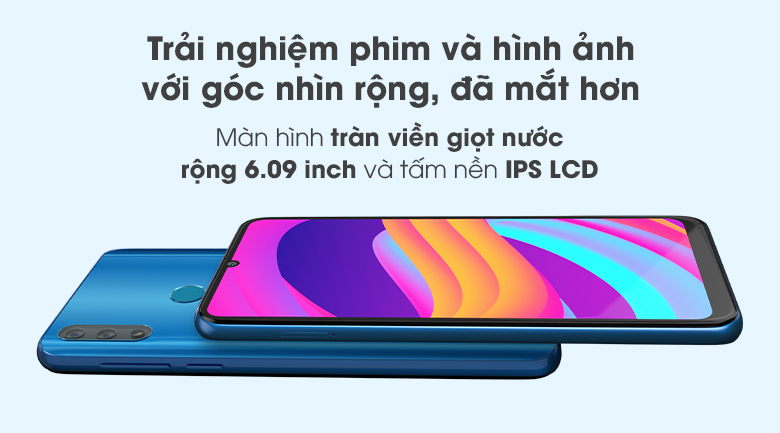 Trải nghiệm phim và hình ảnh
với góc nhìn rộng, đã mắt hơn
Màn hình tràn viền giọt nước
rộng 6.09 inch và tấm nền IPS LCD